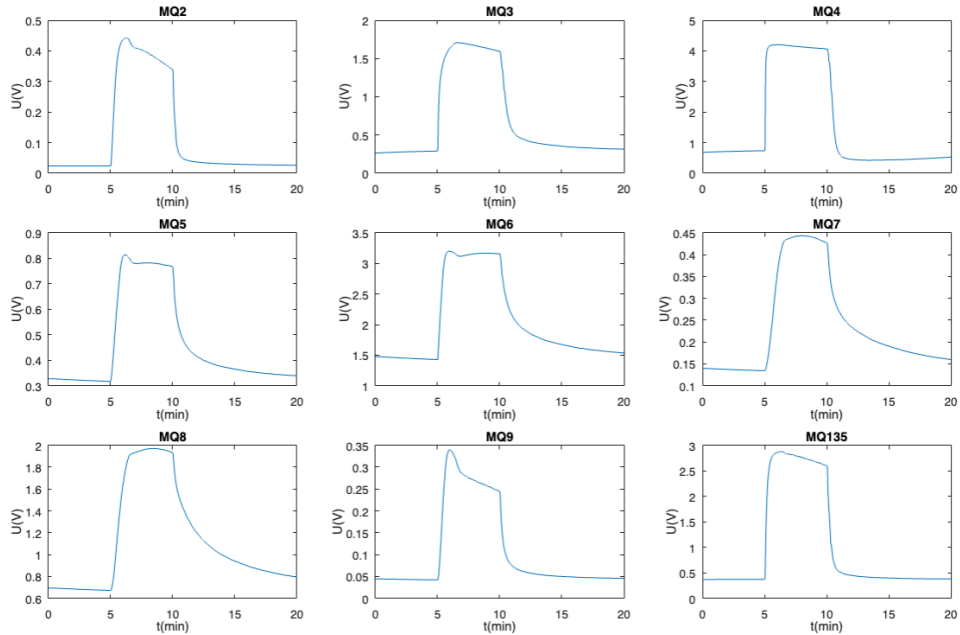 MQ2
0.5
0.4
0.3
0.2
0.1
0
U(V)
0 5 10 15 20
t(min)
MQ3
2
1.5
1
0.5
0
U(V)
0 5 10 15 20
t(min)
MQ4
5
4
3
2
1
0
U(V)
0 5 10 15 20
t(min)
MQ5
0.9
0.8
0.7
0.6
0.5
0.4
0.3
U(V)
0 5 10 15 20
t(min)
MQ6
3.5
3
2.5
2
1.5
1
U(V)
0 5 10 15 20
t(min)
MQ7
0.45
0.4
0.35
0.3
0.25
0.2
0.15
0.1
U(V)
0 5 10 15 20
t(min)
MQ8
2
1.8
1.6
1.4
1.2
1
0.8
0.6
U(V)
0 5 10 15 20
t(min)
MQ9
0.35
0.3
0.25
0.2
0.15
0.1
0.05
0
U(V)
0 5 10 15 20
t(min)
MQ135
3
2.5
2
1.5
1
0.5
0
U(V)
0 5 10 15 20
t(min)